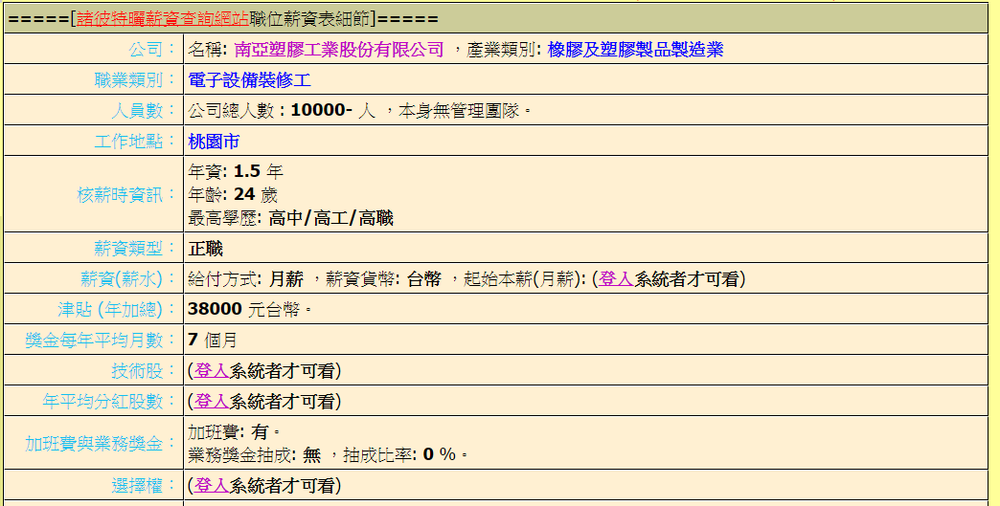 =====[諸彼特曜薪資查詢網站職位薪資表細節]=====
公司： 名稱: 南亞塑膠工業股份有限公司 ，產業類別: 橡膠及塑膠製品製造業
職業類別： 電子設備裝修工
人員數： 公司總人數 : 10000- 人 ，本身無管理團隊。
工作地點： 桃園市
核薪時資訊： 年資: 1.5 年
年齡: 24 歲
最高學歷: 高中/高工/高職
薪資類型： 正職
薪資(薪水)： 給付方式: 月薪 ，薪資貨幣: 台幣 ，起始本薪(月薪): (登入系統者才可看)
津貼 (年加總)： 38000 元台幣。
獎金每年平均月數： 7 個月
技術股： (登入系統者才可看)
年平均分紅股數： (登入系統者才可看)
加班費與業務獎金： 加班費: 有。
業務獎金抽成: 無 ，抽成比率: 0 %。
選擇權： (登入系統者才可看)